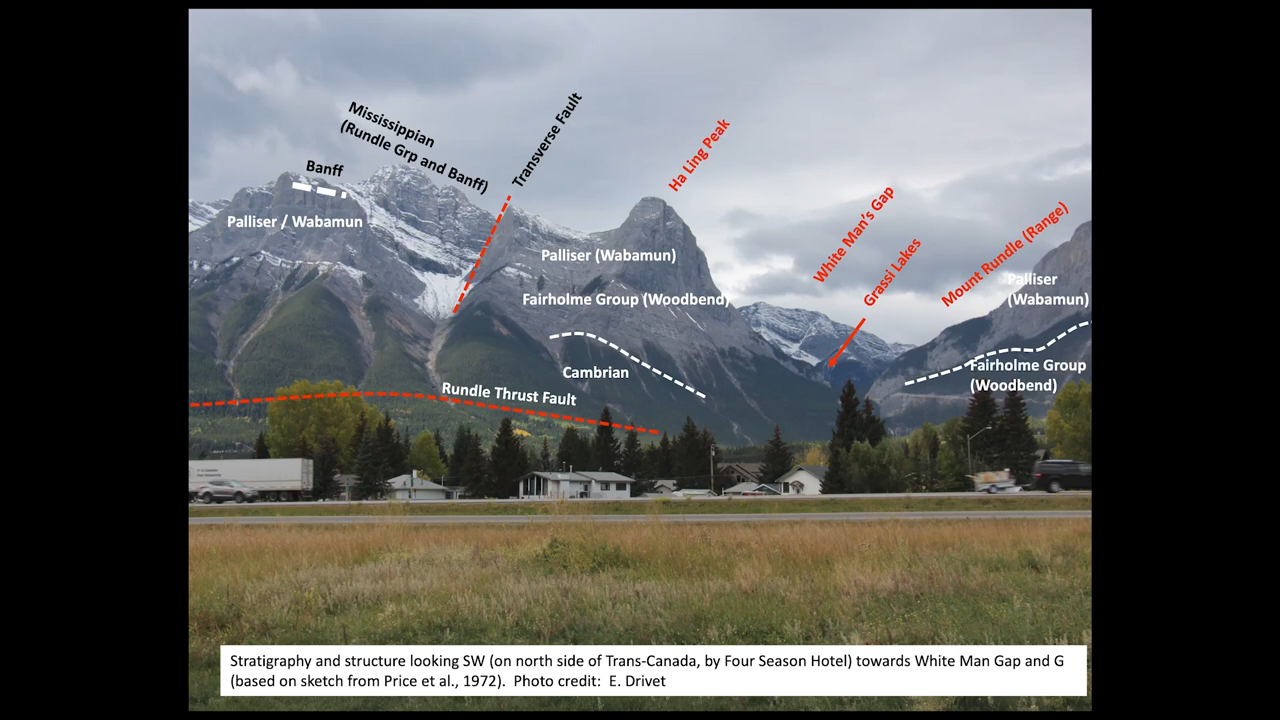 Mississippian
(Rundle Grp and Banff)
Transverse Fault
Ha Ling Peak
Banff
Palliser / Wabamun
White Man's Gap
Grassi Lakes
Mount Rundle (Range)
Palliser (Wabamun)
Palliser
(Wabamun)
Fairholme Group (Woodbend)
Cambrian
Fairholme Group
(Woodbend)
Rundle Thrust Fault
Stratigraphy and structure looking SW (on north side of Trans-Canada, by Four Season Hotel) towards White Man Gap and G
(based on sketch from Price et al., 1972). Photo credit: E. Drivet